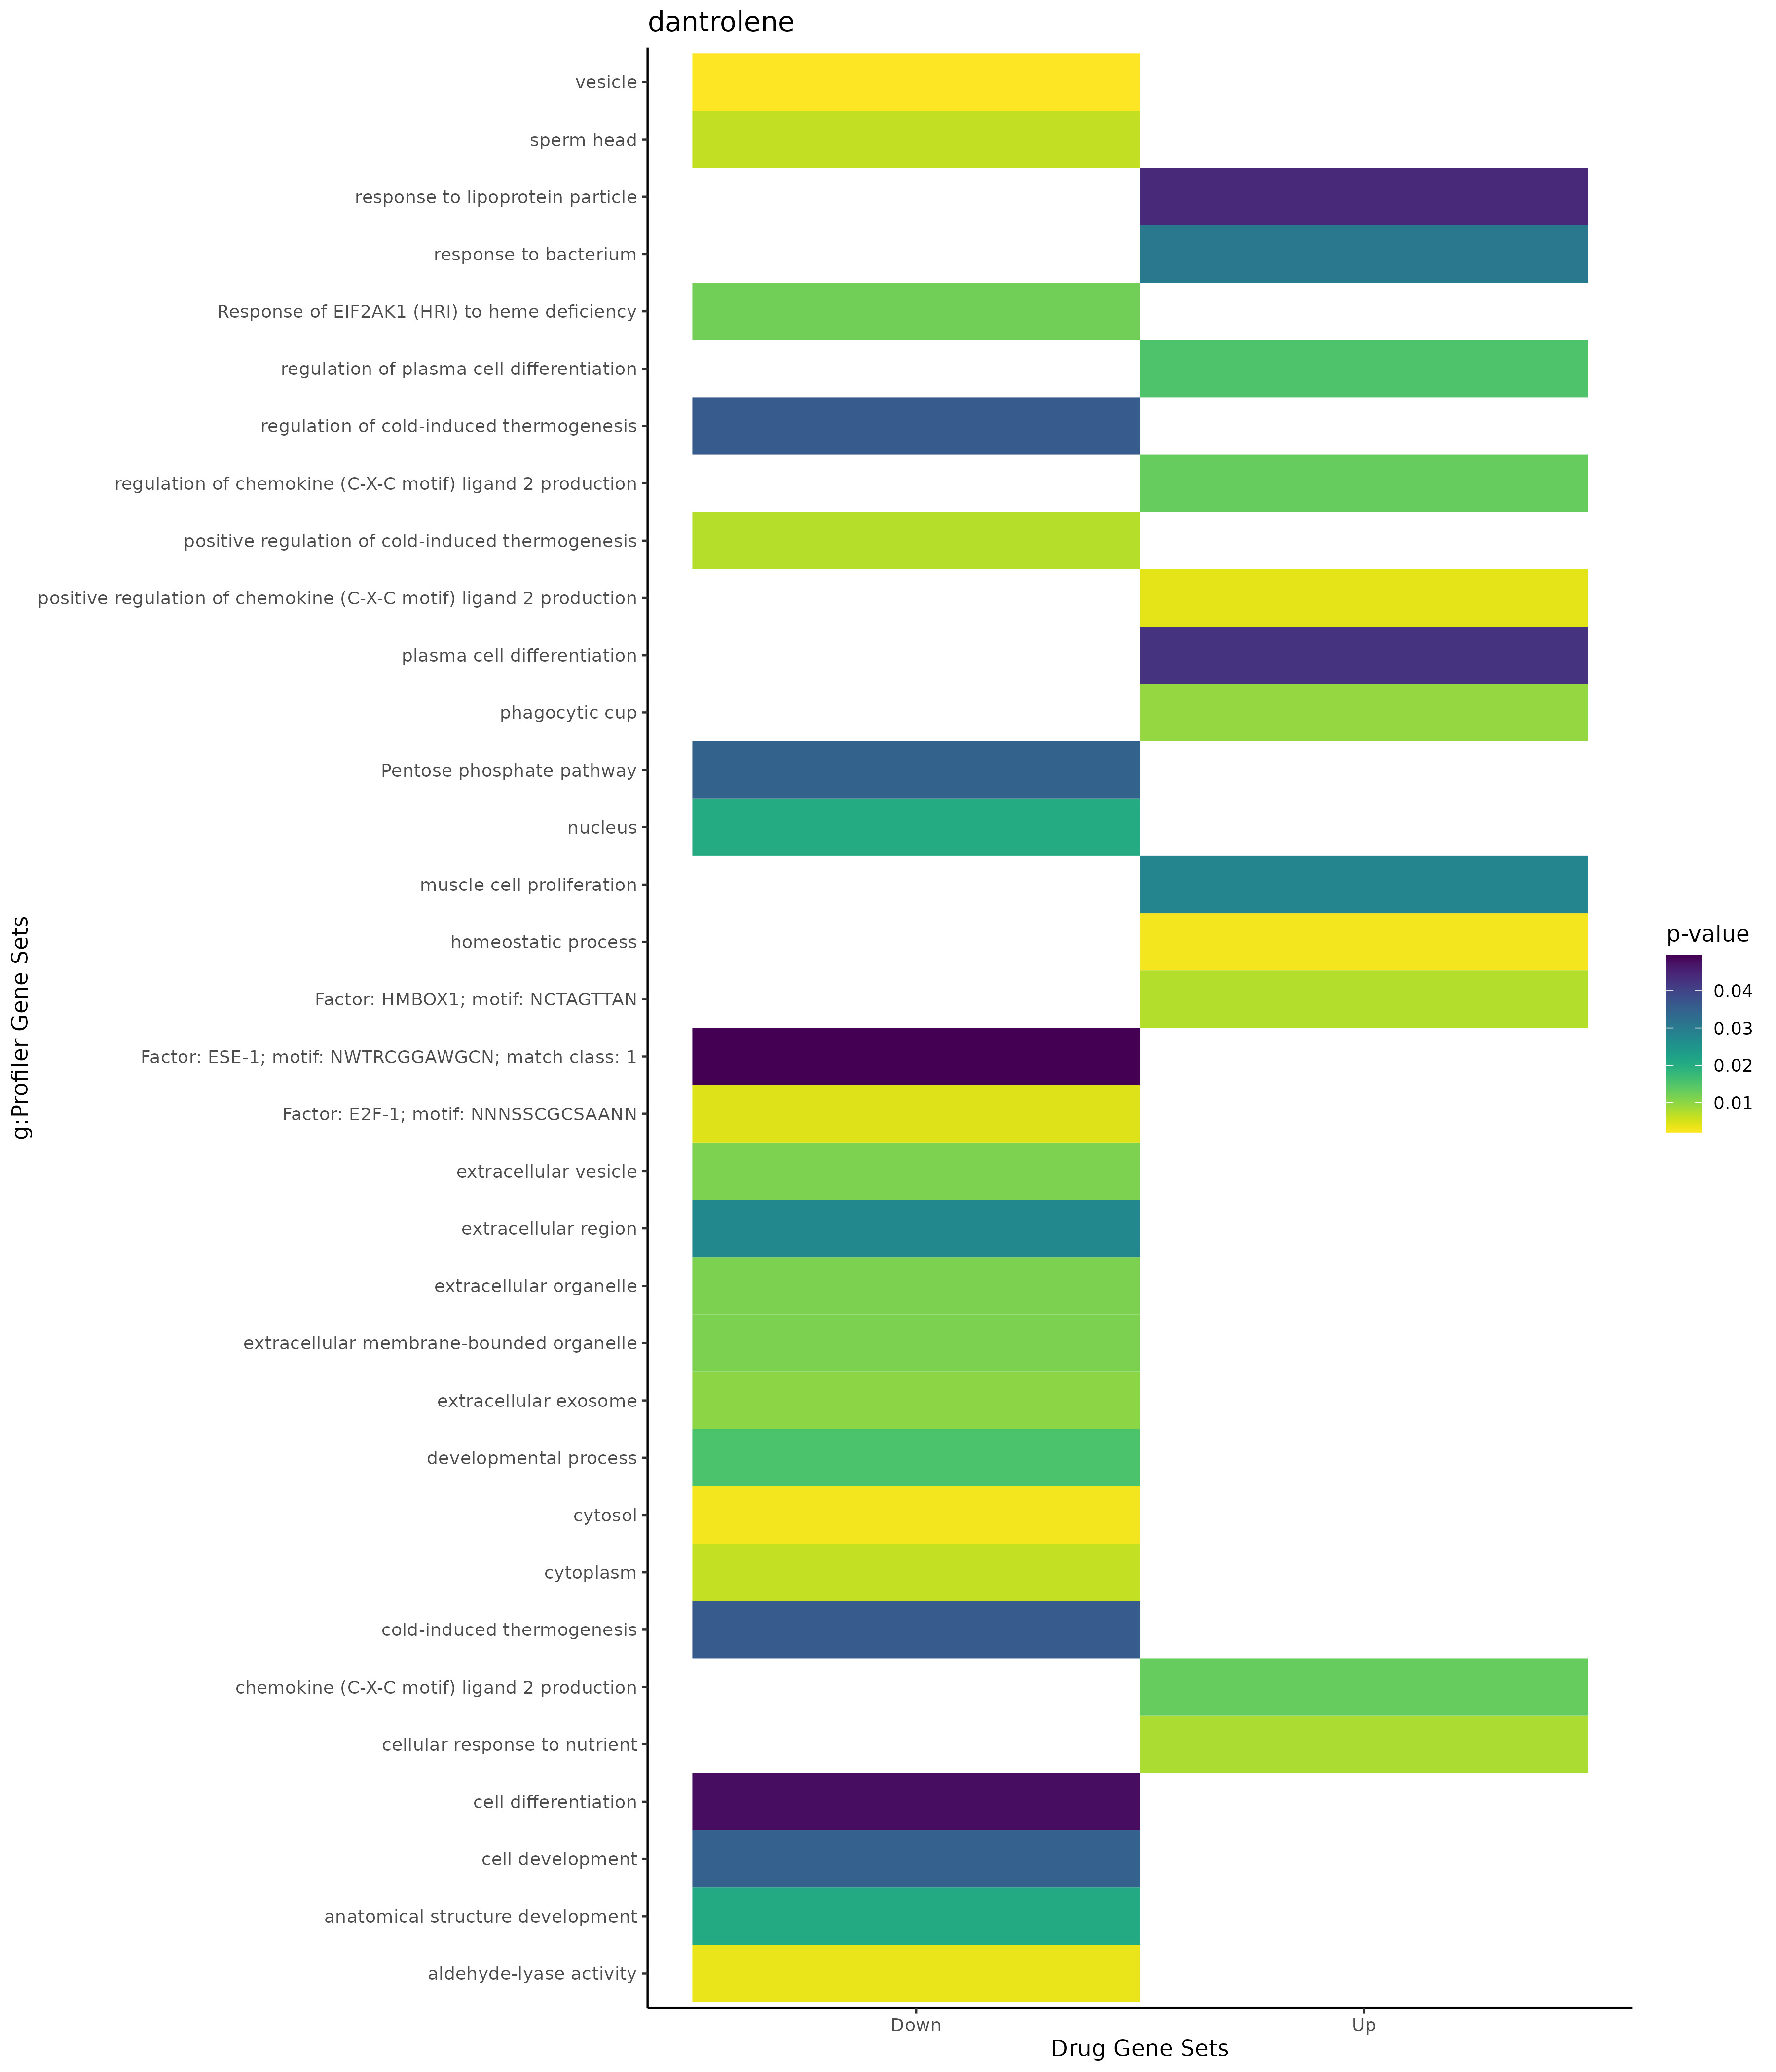 dantrolene
vesicle
sperm head
response to lipoprotein particle
response to bacterium
Response of EIF2AK1 (HRI) to heme deficiency
regulation of plasma cell differentiation
regulation of cold-induced thermogenesis
regulation of chemokine (C-X-C motif) ligand 2 production
positive regulation of cold-induced thermogenesis
positive regulation of chemokine (C-X-C motif) ligand 2 production
plasma cell differentiation
phagocytic cup
Pentose phosphate pathway
nucleus
muscle cell proliferation
homeostatic process
Factor: HMBOX1; motif: NCTAGTTAN
Factor: ESE-1; motif: NWTRCGGAWGCN; match class: 1
Factor: E2F-1; motif: NNNSSCGCSAANN
extracellular vesicle
extracellular region
extracellular organelle
extracellular membrane-bounded organelle
extracellular exosome
developmental process
cytosol
cytoplasm
cold-induced thermogenesis
chemokine (C-X-C motif) ligand 2 production
cellular response to nutrient
cell differentiation
cell development
anatomical structure development
aldehyde-lyase activity
g:Profiler Gene Sets
Down
Up
Drug Gene Sets
p-value
0.04
0.03
0.02
0.01